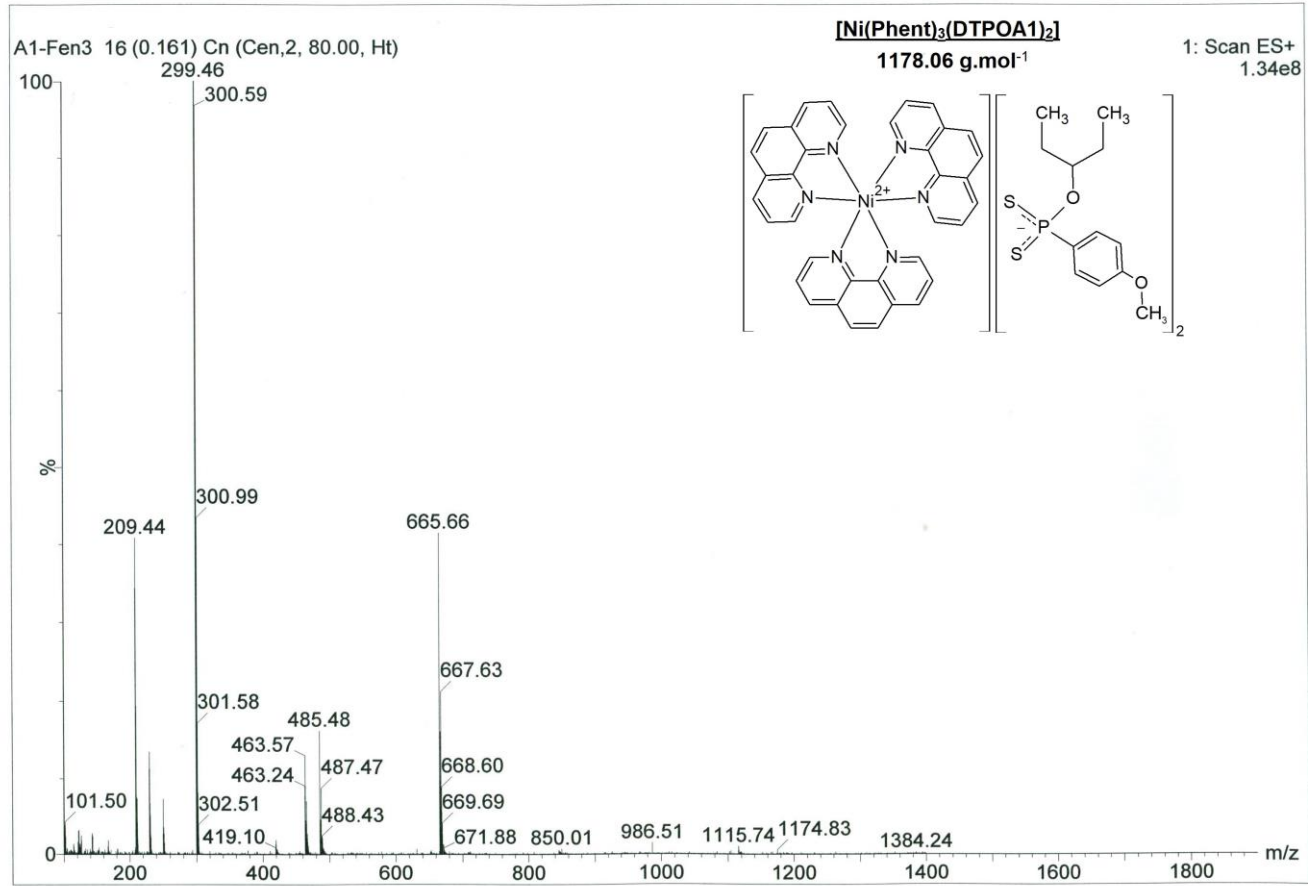 A1-Fen3 16 (0.161) Cn (Cen,2, 80.00, Ht)
[Ni(Phent)₃(DTPOA1)₂]
1178.06 g.mol⁻¹
1: Scan ES+
1.34e8
100
%
0
299.46
300.59
300.99
209.44
301.58
302.51
101.50
419.10
463.57
463.24
485.48
487.47
488.43
665.66
667.63
668.60
669.69
671.88
850.01
986.51
1115.74
1174.83
1384.24
200
400
600
800
1000
1200
1400
1600
1800
m/z
N
N
N
N
Ni²⁺
N
N
CH₃
CH₃
O
S
P
−
S
O
CH₃
2